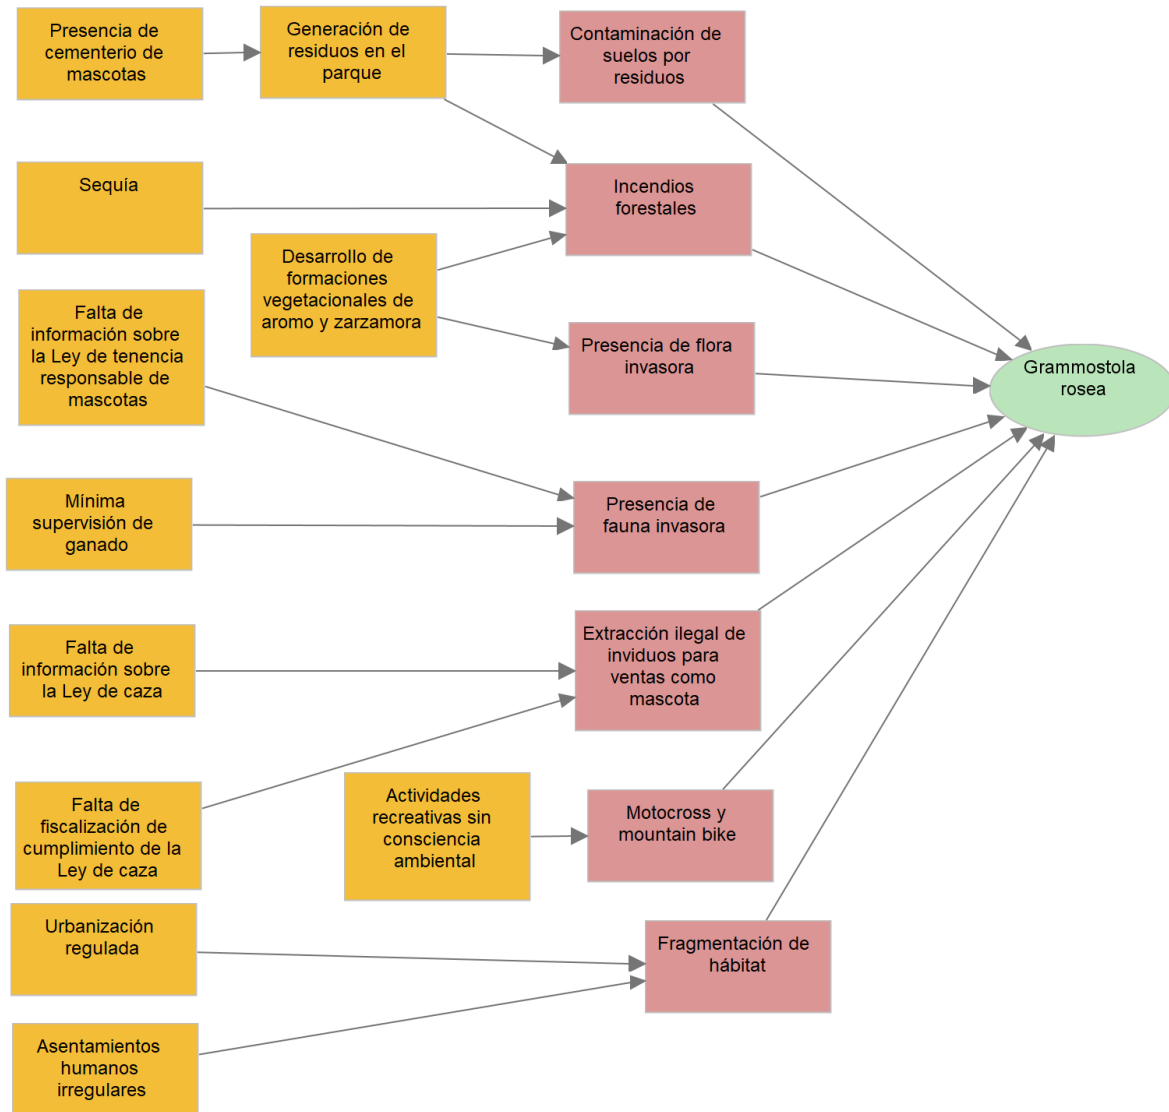 Presencia de
cementerio de
mascotas
Generación de
residuos en el
parque
Contaminación de
suelos por
residuos
Sequía
Incendios
forestales
Desarrollo de
formaciones
vegetacionales de
aromo y zarzamora
Falta de
información sobre
la Ley de tenencia
responsable de
mascotas
Presencia de flora
invasora
Grammostola
rosea
Mínima
supervisión de
ganado
Presencia de
fauna invasora
Falta de
información sobre
la Ley de caza
Extracción ilegal de
inviduos para
ventas como
mascota
Falta de
fiscalización de
cumplimiento de la
Ley de caza
Actividades
recreativas sin
consciencia
ambiental
Motocross y
mountain bike
Urbanización
regulada
Fragmentación de
hábitat
Asentamientos
humanos
irregulares